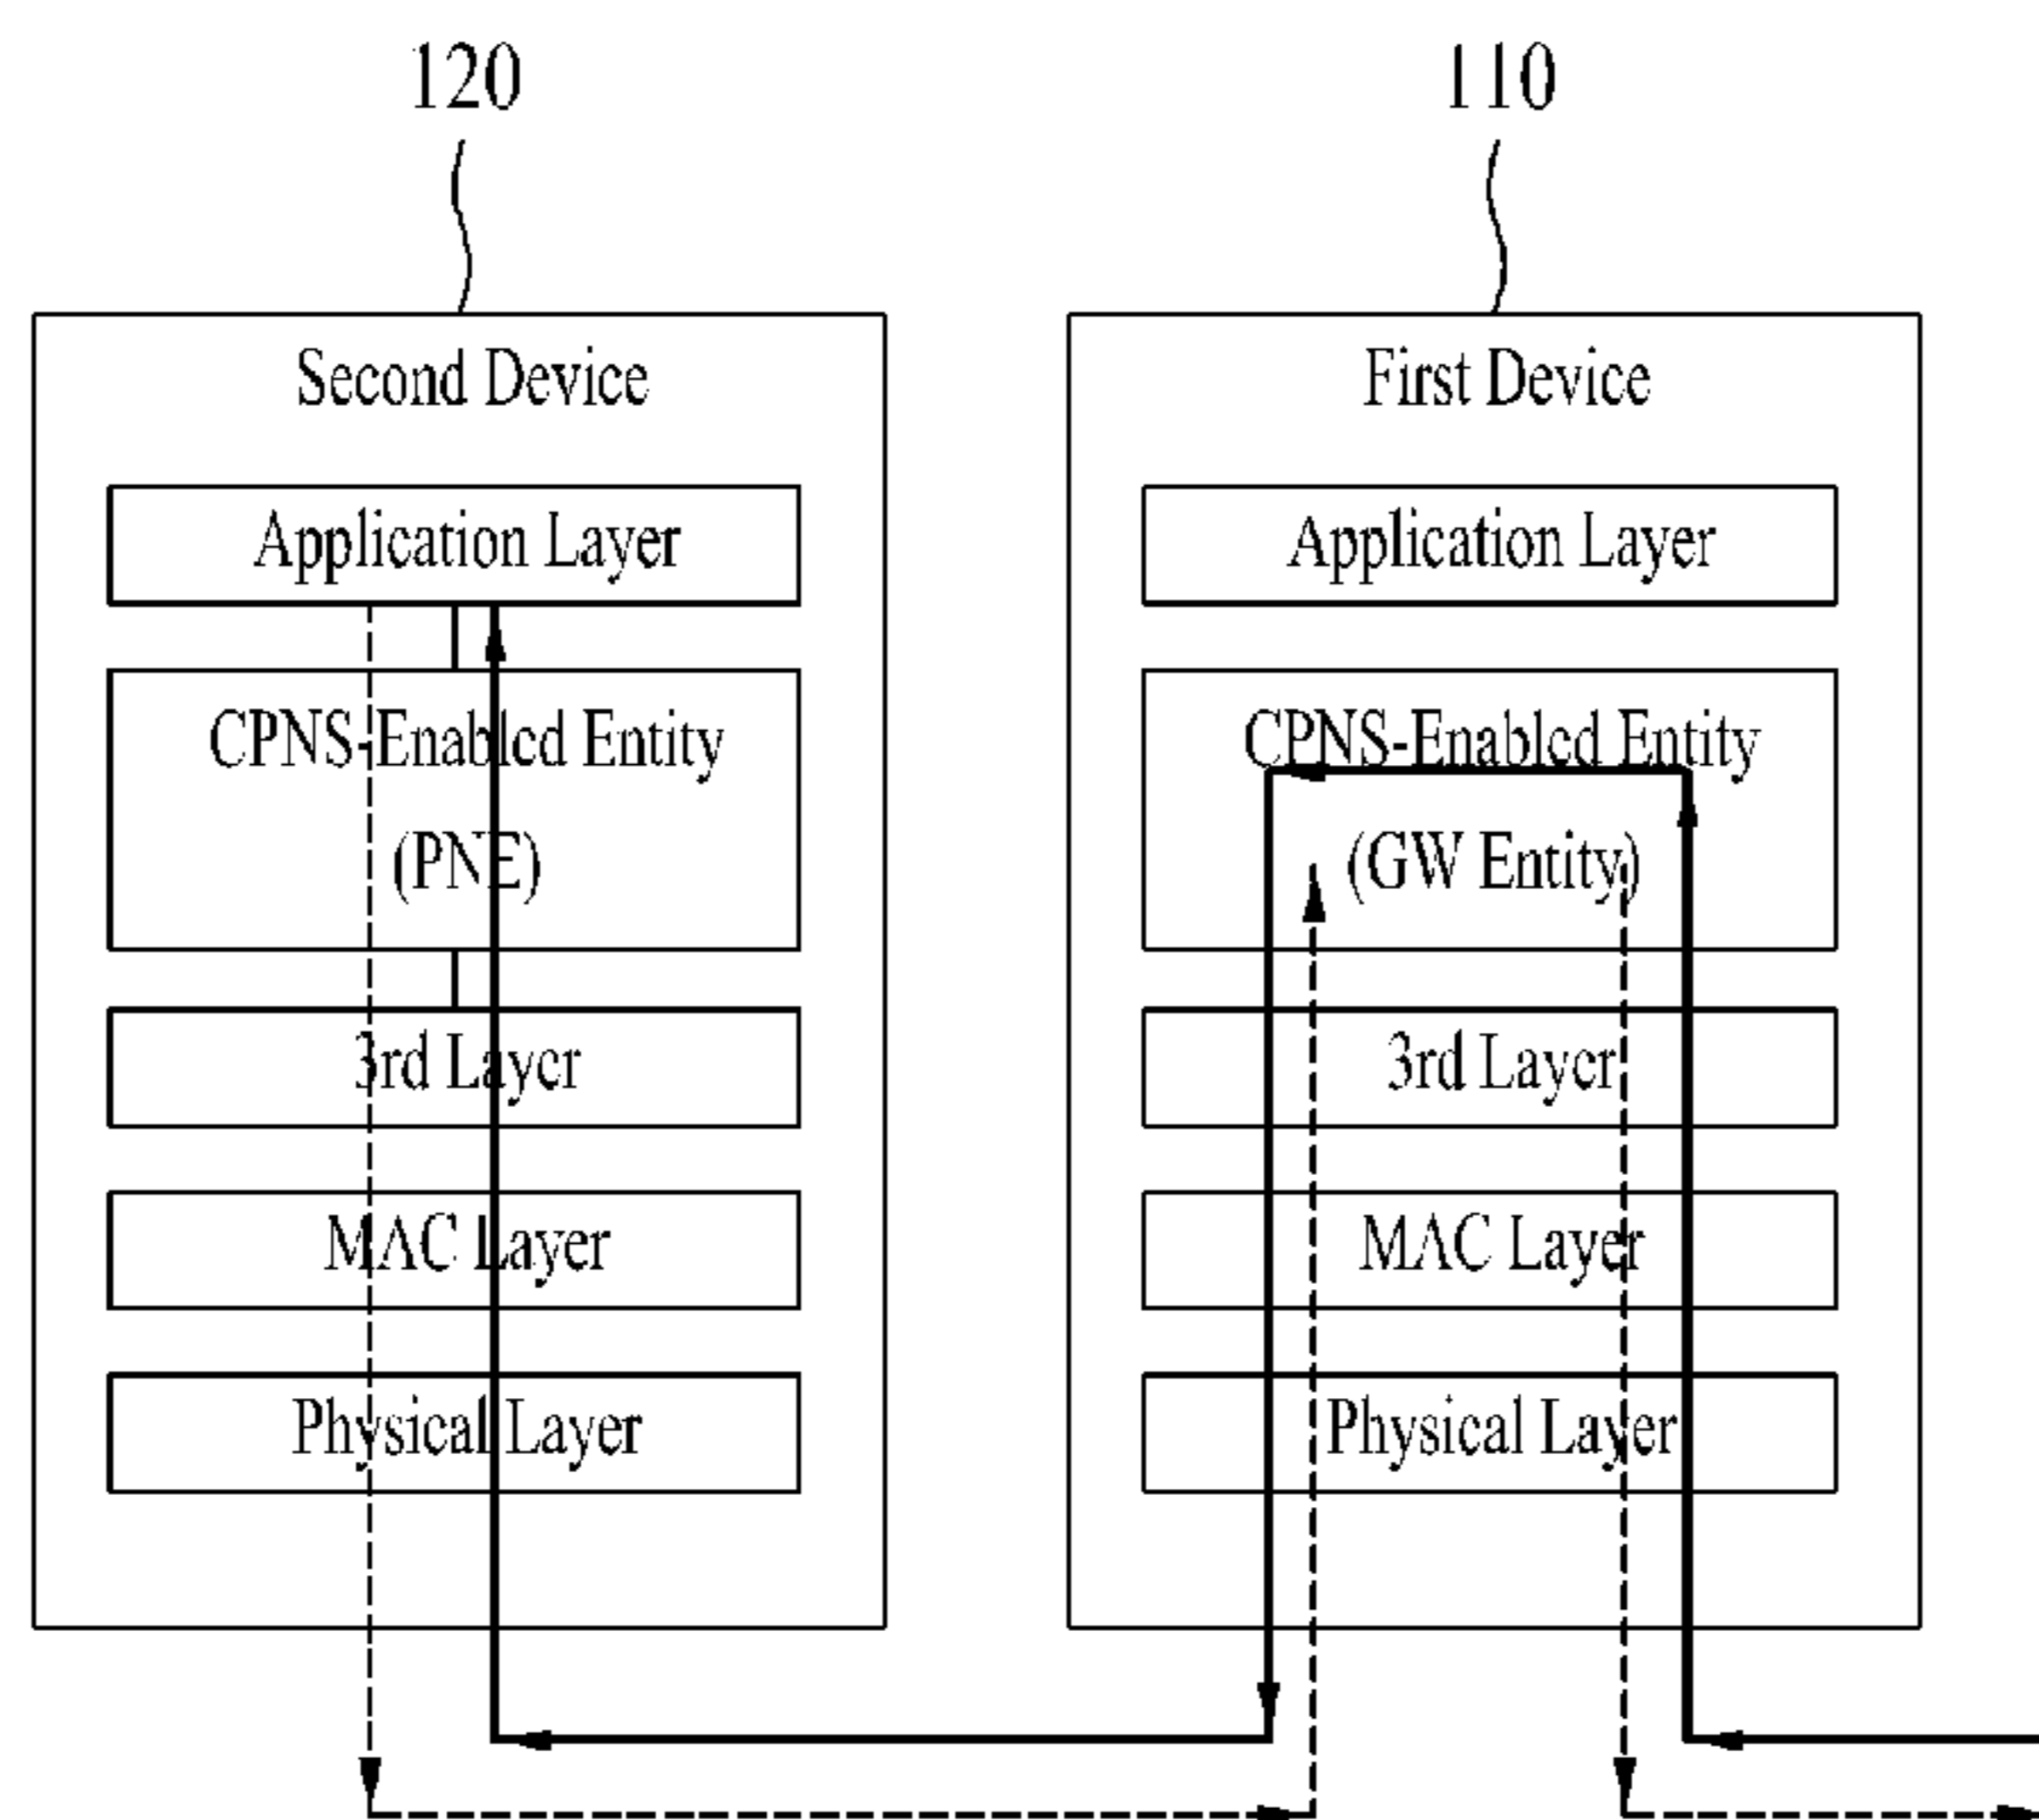 120
110
Second Device
First Device
Application Layer
Application Layer
CPNS-Enabled Entity
(PNE)
CPNS-Enabled Entity
(GW Entity)
3rd Layer
3rd Layer
MAC Layer
MAC Layer
Physical Layer
Physical Layer